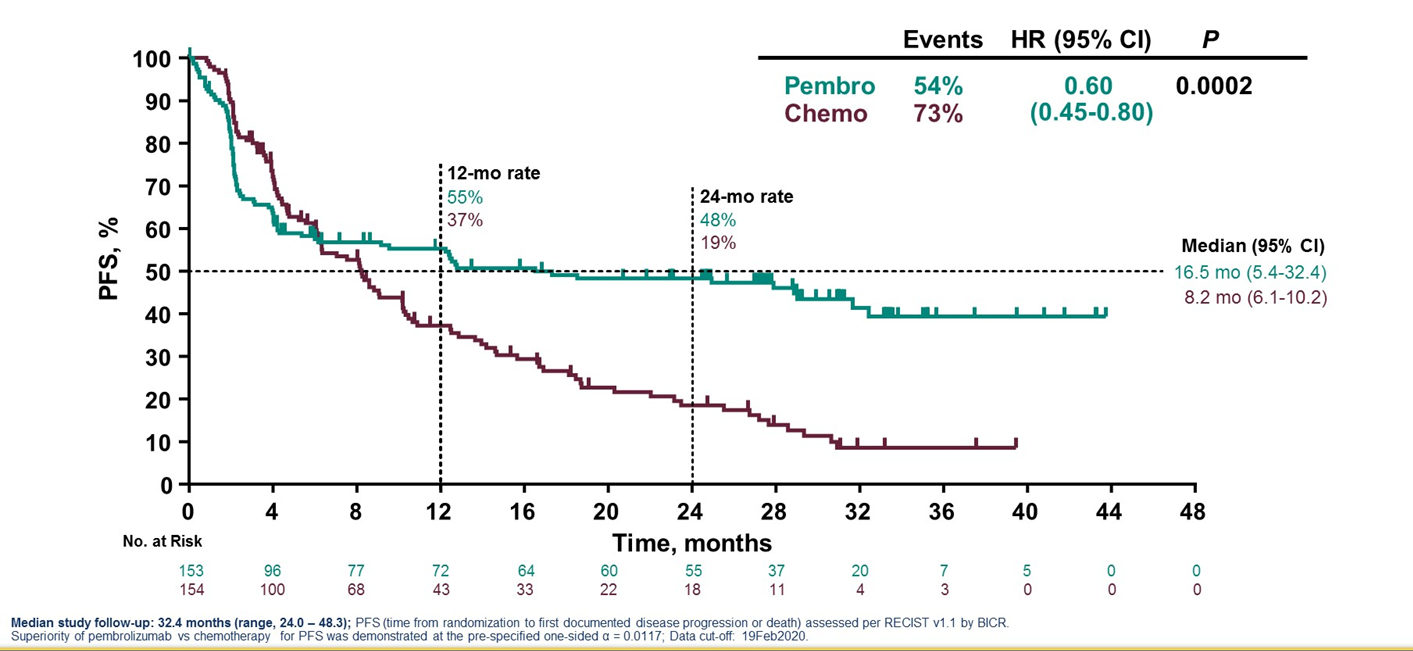 Events HR (95% CI) P
Pembro 54% 0.60 0.0002
Chemo 73% (0.45-0.80)
100
90
80
70
60
50
40
30
20
10
0
PFS, %
12-mo rate
55%
37%
24-mo rate
48%
19%
Median (95% CI)
16.5 mo (5.4-32.4)
8.2 mo (6.1-10.2)
0 4 8 12 16 20 24 28 32 36 40 44 48
Time, months
No. at Risk
153 96 77 72 64 60 55 37 20 7 5 0 0
154 100 68 43 33 22 18 11 4 3 0 0 0
Median study follow-up: 32.4 months (range, 24.0 – 48.3); PFS (time from randomization to first documented disease progression or death) assessed per RECIST v1.1 by BICR.
Superiority of pembrolizumab vs chemotherapy for PFS was demonstrated at the pre-specified one-sided α = 0.0117; Data cut-off: 19Feb2020.